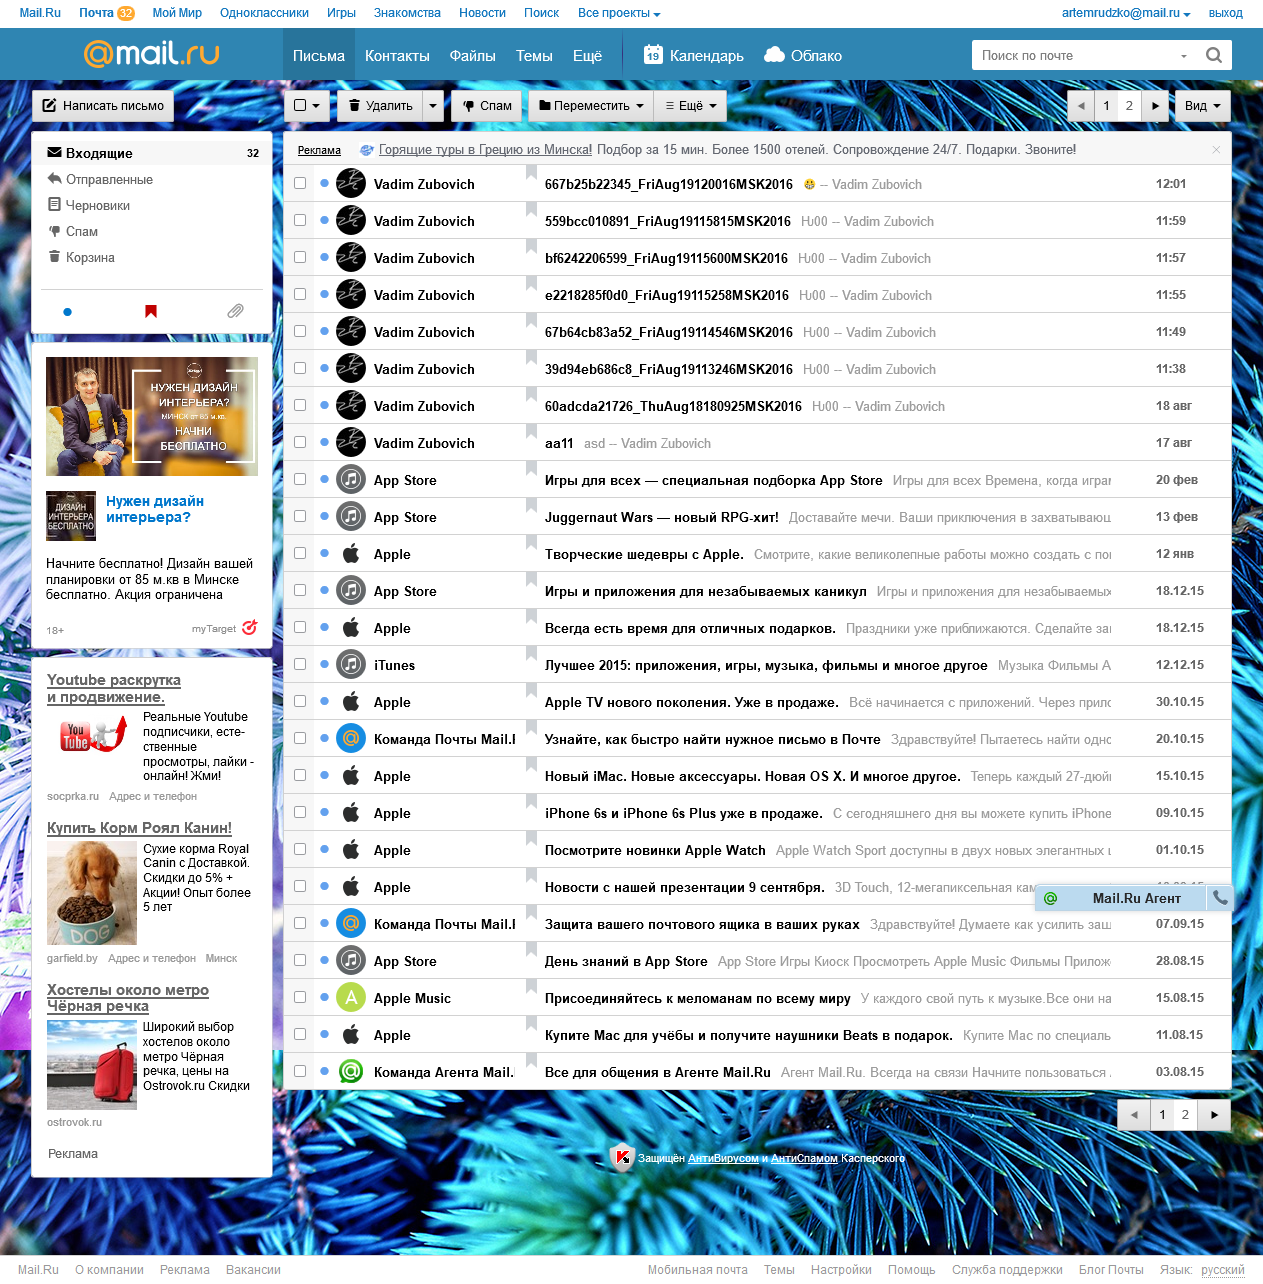 Mail.Ru Почта 32 Мой Мир Одноклассники Игры Знакомства Новости Поиск Все проекты artemrudzko@mail.ru выход
@mail.ru Письма Контакты Файлы Темы Ещё 19 Календарь Облако Поиск по почте
Написать письмо Удалить Спам Переместить Ещё 1 2 Вид
Входящие 32
Отправленные
Черновики
Спам
Корзина
НУЖЕН ДИЗАЙН
ИНТЕРЬЕРА?
МИНСК от 85 м.кв.
НАЧНИ
БЕСПЛАТНО
ДИЗАЙН
ИНТЕРЬЕРА
БЕСПЛАТНО
Нужен дизайн
интерьера?
Начните бесплатно! Дизайн вашей
планировки от 85 м.кв в Минске
бесплатно. Акция ограничена
18+ myTarget
Youtube раскрутка
и продвижение.
You
Tube
Реальные Youtube
подписчики, есте-
ственные
просмотры, лайки -
онлайн! Жми!
socprka.ru Адрес и телефон
Купить Корм Роял Канин!
DOG
Сухие корма Royal
Canin с Доставкой.
Скидки до 5% +
Акции! Опыт более
5 лет
garfield.by Адрес и телефон Минск
Хостелы около метро
Чёрная речка
Широкий выбор
хостелов около
метро Чёрная
речка, цены на
Ostrovok.ru Скидки
ostrovok.ru
Реклама
Реклама Горящие туры в Грецию из Минска! Подбор за 15 мин. Более 1500 отелей. Сопровождение 24/7. Подарки. Звоните!
Vadim Zubovich 667b25b22345_FriAug19120016MSK2016 -- Vadim Zubovich 12:01
Vadim Zubovich 559bcc010891_FriAug19115815MSK2016 Ƕ00 -- Vadim Zubovich 11:59
Vadim Zubovich bf6242206599_FriAug19115600MSK2016 Ƕ00 -- Vadim Zubovich 11:57
Vadim Zubovich e2218285f0d0_FriAug19115258MSK2016 Ƕ00 -- Vadim Zubovich 11:55
Vadim Zubovich 67b64cb83a52_FriAug19114546MSK2016 Ƕ00 -- Vadim Zubovich 11:49
Vadim Zubovich 39d94eb686c8_FriAug19113246MSK2016 Ƕ00 -- Vadim Zubovich 11:38
Vadim Zubovich 60adcda21726_ThuAug18180925MSK2016 Ƕ00 -- Vadim Zubovich 18 авг
Vadim Zubovich aa11 asd -- Vadim Zubovich 17 авг
App Store Игры для всех — специальная подборка App Store Игры для всех Времена, когда играм 20 фев
App Store Juggernaut Wars — новый RPG-хит! Доставайте мечи. Ваши приключения в захватывающ 13 фев
Apple Творческие шедевры с Apple. Смотрите, какие великолепные работы можно создать с по 12 янв
App Store Игры и приложения для незабываемых каникул Игры и приложения для незабываемых 18.12.15
Apple Всегда есть время для отличных подарков. Праздники уже приближаются. Сделайте за 18.12.15
iTunes Лучшее 2015: приложения, игры, музыка, фильмы и многое другое Музыка Фильмы A 12.12.15
Apple Apple TV нового поколения. Уже в продаже. Всё начинается с приложений. Через прило 30.10.15
Команда Почты Mail.R Узнайте, как быстро найти нужное письмо в Почте Здравствуйте! Пытаетесь найти одно 20.10.15
Apple Новый iMac. Новые аксессуары. Новая OS X. И многое другое. Теперь каждый 27-дюй 15.10.15
Apple iPhone 6s и iPhone 6s Plus уже в продаже. С сегодняшнего дня вы можете купить iPhone 09.10.15
Apple Посмотрите новинки Apple Watch Apple Watch Sport доступны в двух новых элегантных ц 01.10.15
Apple Новости с нашей презентации 9 сентября. 3D Touch, 12-мегапиксельная кам
Mail.Ru Агент
Команда Почты Mail.R Защита вашего почтового ящика в ваших руках Здравствуйте! Думаете как усилить защ 07.09.15
App Store День знаний в App Store App Store Игры Киоск Просмотреть Apple Music Фильмы Прилож 28.08.15
A Apple Music Присоединяйтесь к меломанам по всему миру У каждого свой путь к музыке.Все они на 15.08.15
Apple Купите Mac для учёбы и получите наушники Beats в подарок. Купите Mac по специаль 11.08.15
Команда Агента Mail. Все для общения в Агенте Mail.Ru Агент Mail.Ru. Всегда на связи Начните пользоваться 03.08.15
1 2
Защищён АнтиВирусом и АнтиСпамом Касперского
Mail.Ru О компании Реклама Вакансии Мобильная почта Темы Настройки Помощь Служба поддержки Блог Почты Язык: русский